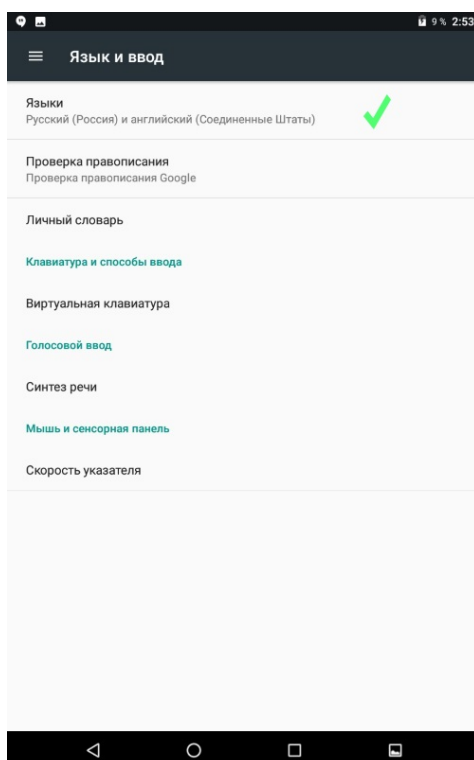 9 % 2:53
Язык и ввод
Языки
Русский (Россия) и английский (Соединенные Штаты)
Проверка правописания
Проверка правописания Google
Личный словарь
Клавиатура и способы ввода
Виртуальная клавиатура
Голосовой ввод
Синтез речи
Мышь и сенсорная панель
Скорость указателя